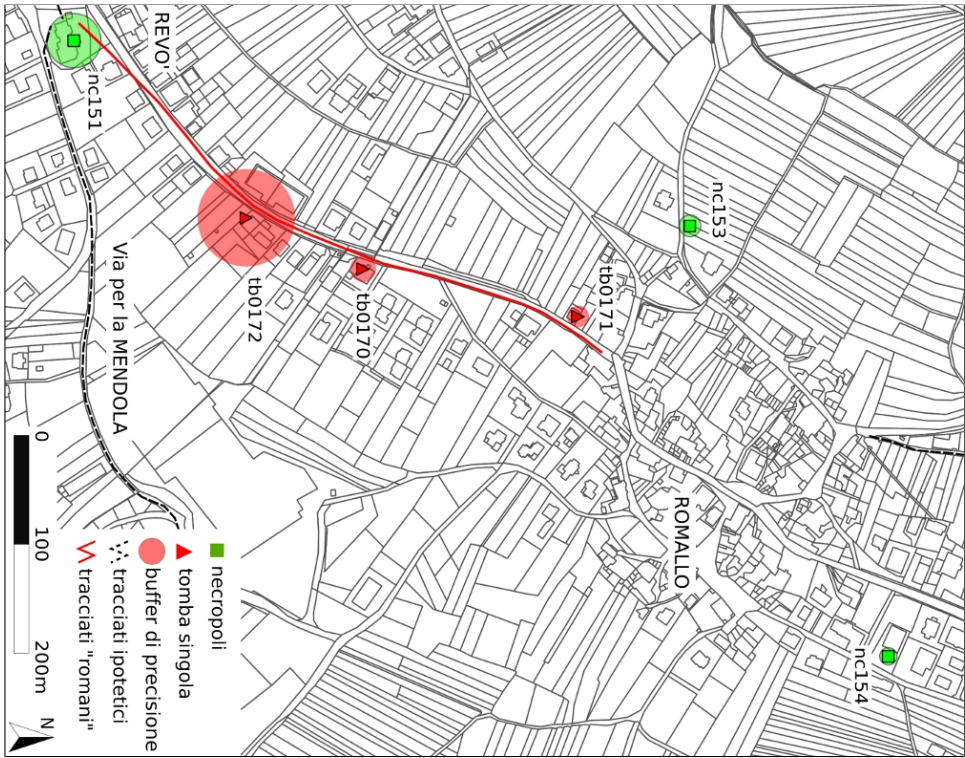 REVO'
nc151
nc153
tb0171
tb0170
tb0172
Via per la MENDOLA
ROMALLO
nc154
necropoli
tomba singola
buffer di precisione
tracciati ipotetici
tracciati "romani"
0 100 200m
N